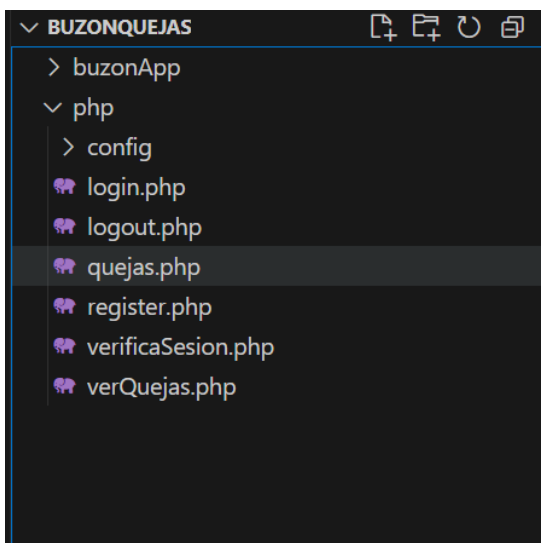 BUZONQUEJAS
buzonApp
php
config
login.php
logout.php
quejas.php
register.php
verificaSesion.php
verQuejas.php